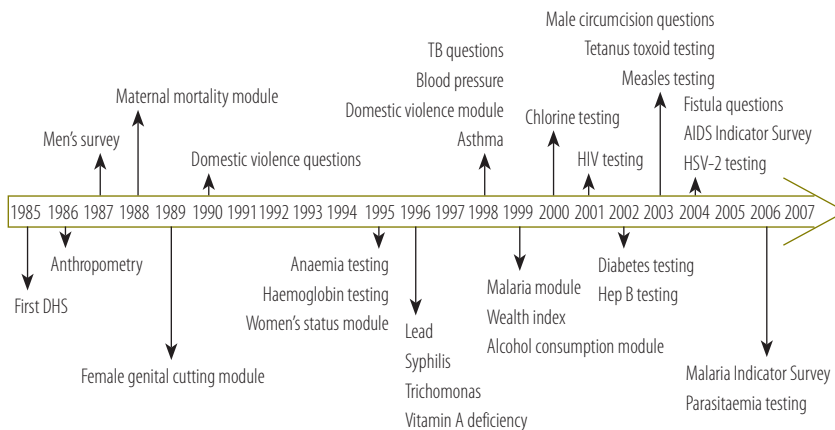 Male circumcision questions
Tetanus toxoid testing
Measles testing
TB questions
Blood pressure
Domestic violence module
Asthma
Maternal mortality module
Men's survey
Domestic violence questions
Chlorine testing
HIV testing
Fistula questions
AIDS Indicator Survey
HSV-2 testing
1985 1986 1987 1988 1989 1990 1991 1992 1993 1994 1995 1996 1997 1998 1999 2000 2001 2002 2003 2004 2005 2006 2007
First DHS
Anthropometry
Female genital cutting module
Anaemia testing
Haemoglobin testing
Women's status module
Lead
Syphilis
Trichomonas
Vitamin A deficiency
Malaria module
Wealth index
Alcohol consumption module
Diabetes testing
Hep B testing
Malaria Indicator Survey
Parasitaemia testing